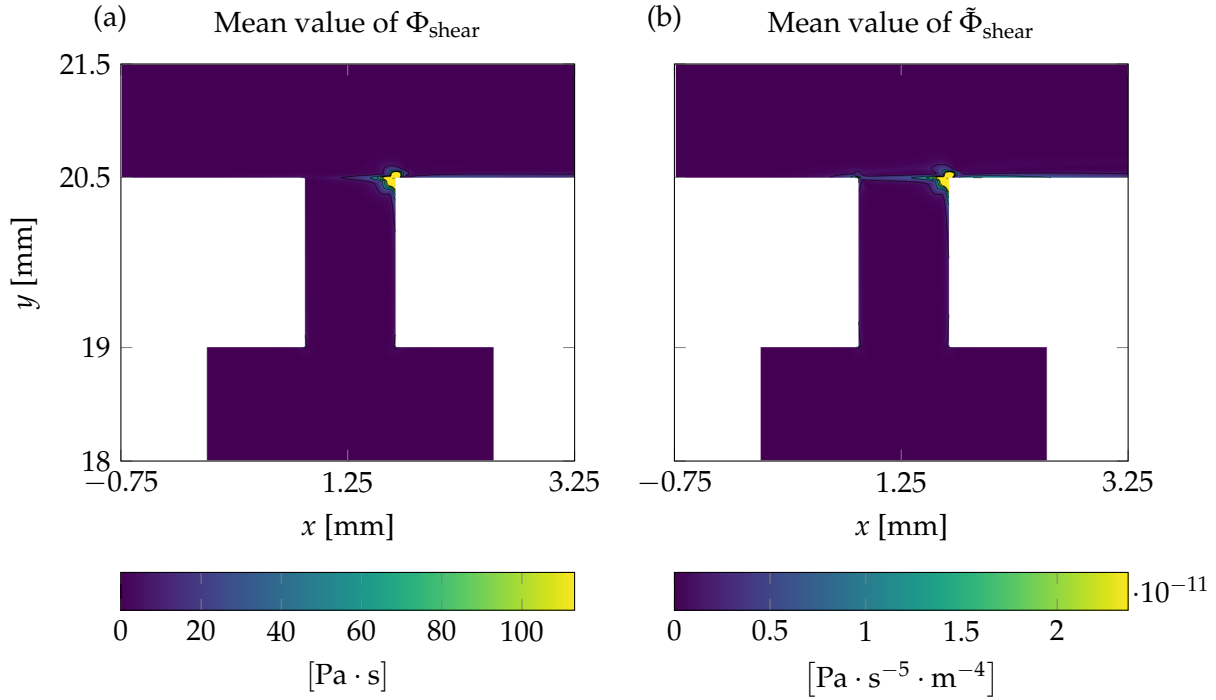 (a) Mean value of Φshear
21.5
20.5
19
18
y [mm]
−0.75 1.25 3.25
x [mm]
0 20 40 60 80 100
[Pa · s]
(b) Mean value of Φ̃shear
−0.75 1.25 3.25
x [mm]
0 0.5 1 1.5 2 ·10⁻¹¹
[Pa · s⁻⁵ · m⁻⁴]